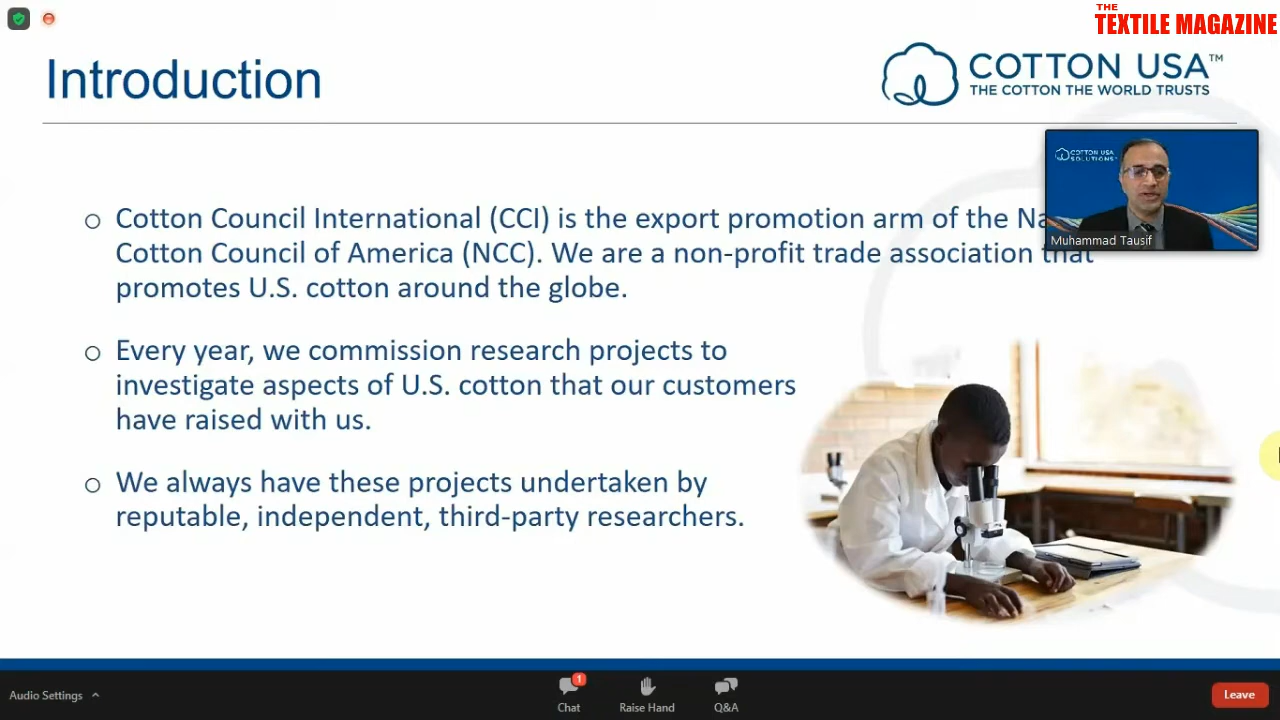 THE
TEXTILE MAGAZINE
Introduction
COTTON USA™
THE COTTON THE WORLD TRUSTS
COTTON USA
SOLUTIONS
Muhammad Tausif
○ Cotton Council International (CCI) is the export promotion arm of the Na
Cotton Council of America (NCC). We are a non-profit trade association that
promotes U.S. cotton around the globe.
○ Every year, we commission research projects to
investigate aspects of U.S. cotton that our customers
have raised with us.
○ We always have these projects undertaken by
reputable, independent, third-party researchers.
Audio Settings
1
Chat
Raise Hand
Q&A
Leave